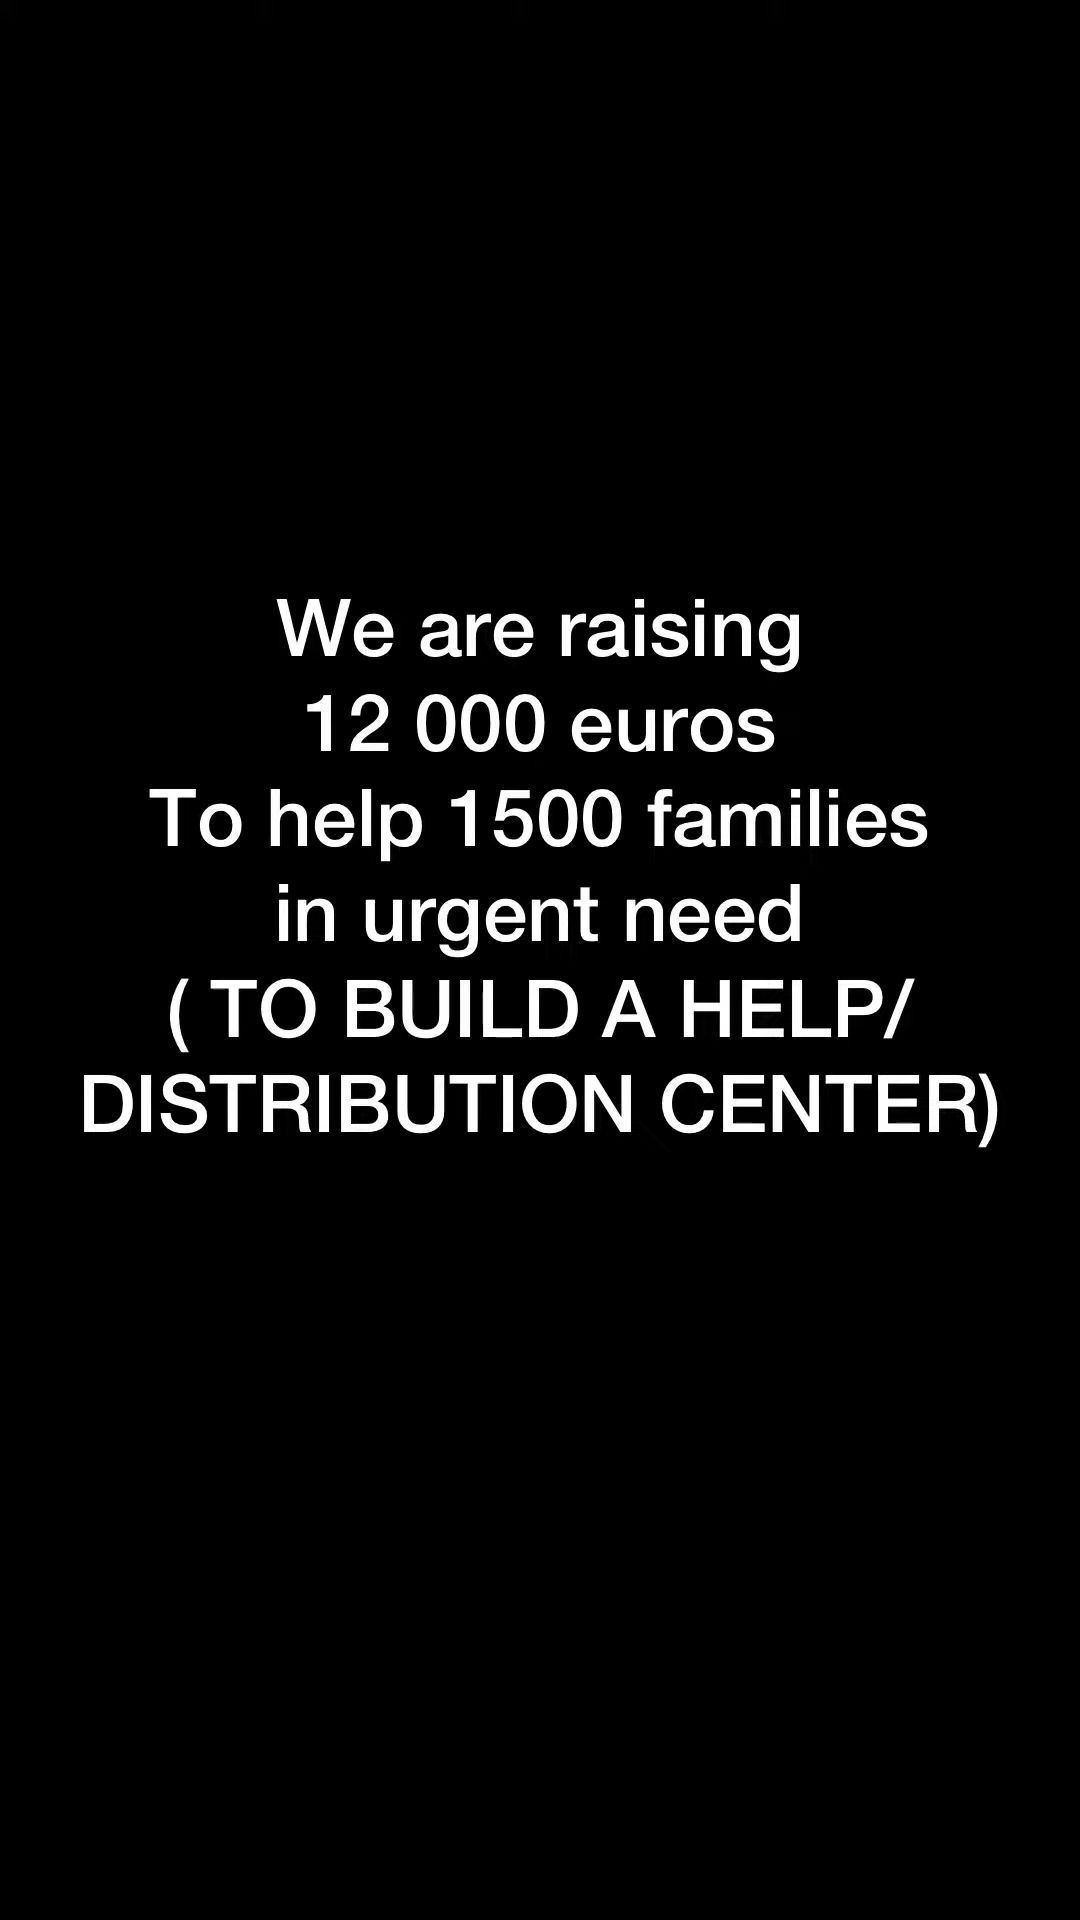 We are raising
12 000 euros
To help 1500 families
in urgent need
( TO BUILD A HELP/
DISTRIBUTION CENTER)